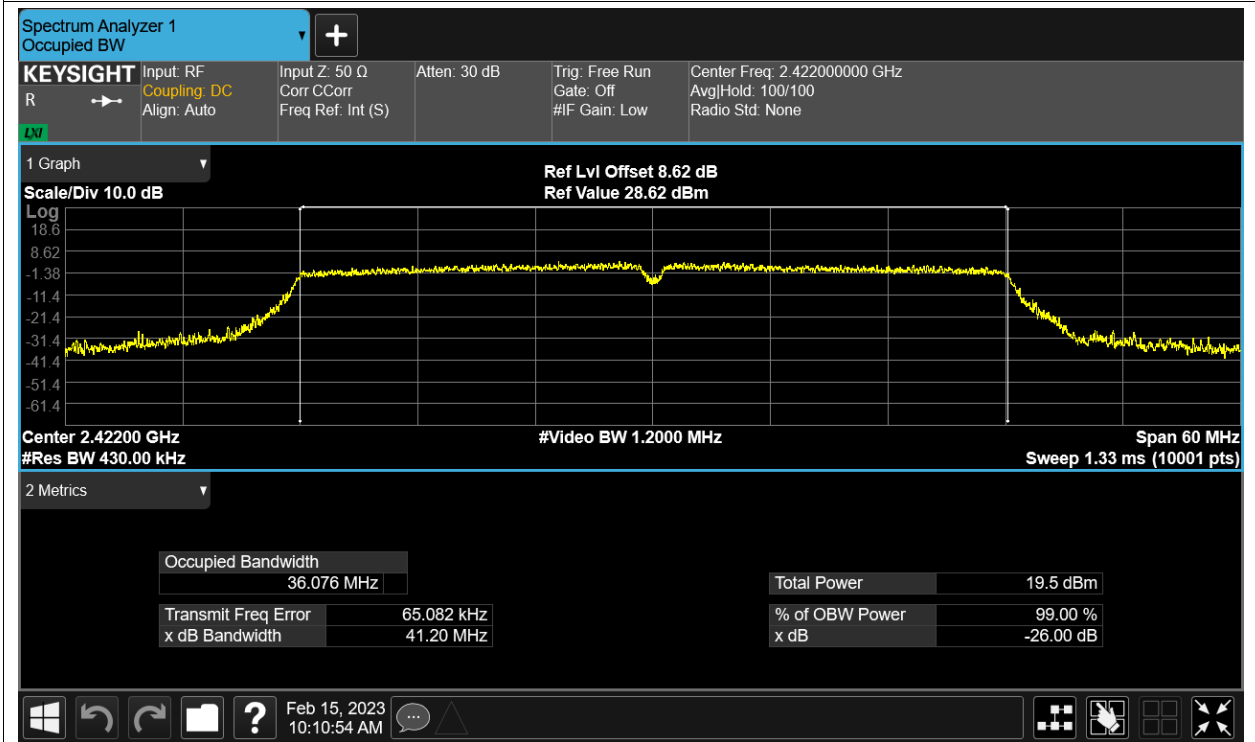 Spectrum Analyzer 1
Occupied BW
KEYSIGHT Input: RF Input Z: 50 Ω Atten: 30 dB Trig: Free Run Center Freq: 2.422000000 GHz
R Coupling: DC Corr CCorr Gate: Off Avg|Hold: 100/100
Align: Auto Freq Ref: Int (S) #IF Gain: Low Radio Std: None
LXI
1 Graph
Ref Lvl Offset 8.62 dB
Scale/Div 10.0 dB Ref Value 28.62 dBm
Log
18.6
8.62
-1.38
-11.4
-21.4
-31.4
-41.4
-51.4
-61.4
Center 2.42200 GHz #Video BW 1.2000 MHz Span 60 MHz
#Res BW 430.00 kHz Sweep 1.33 ms (10001 pts)
2 Metrics
Occupied Bandwidth
36.076 MHz Total Power 19.5 dBm
Transmit Freq Error 65.082 kHz % of OBW Power 99.00 %
x dB Bandwidth 41.20 MHz x dB -26.00 dB
? Feb 15, 2023
10:10:54 AM